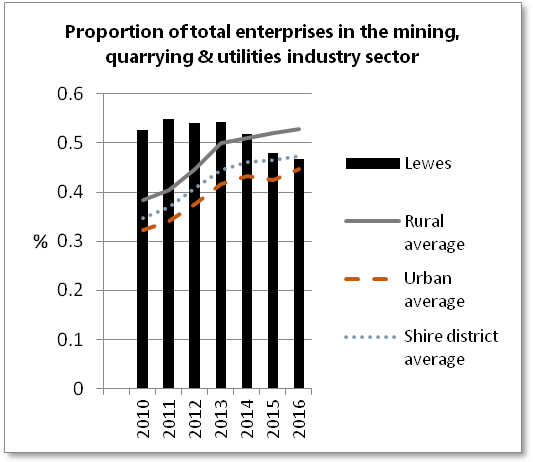 Proportion of total enterprises in the mining,
quarrying & utilities industry sector
0.6
0.5
0.4
0.3
0.2
0.1
0
%
2010
2011
2012
2013
2014
2015
2016
Lewes
Rural
average
Urban
average
Shire district
average